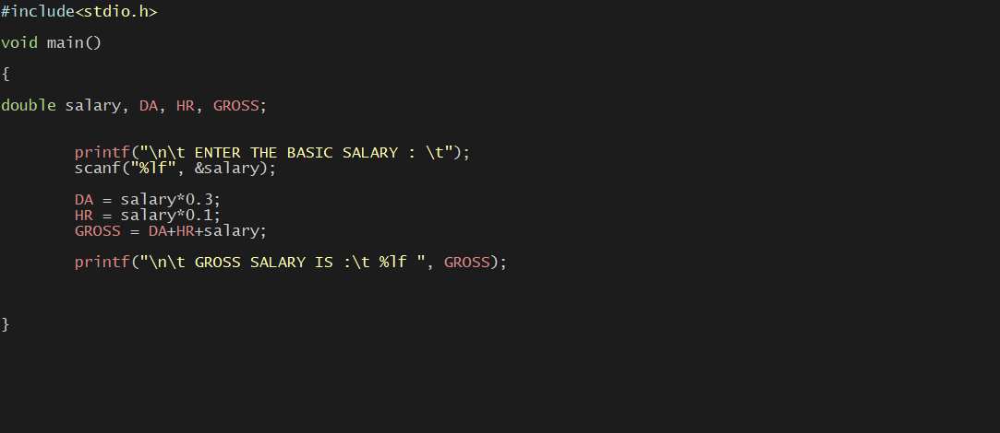 #include<stdio.h>
void main()
{
double salary, DA, HR, GROSS;
printf("\n\t ENTER THE BASIC SALARY : \t");
scanf("%lf", &salary);
DA = salary*0.3;
HR = salary*0.1;
GROSS = DA+HR+salary;
printf("\n\t GROSS SALARY IS :\t %lf ", GROSS);
}